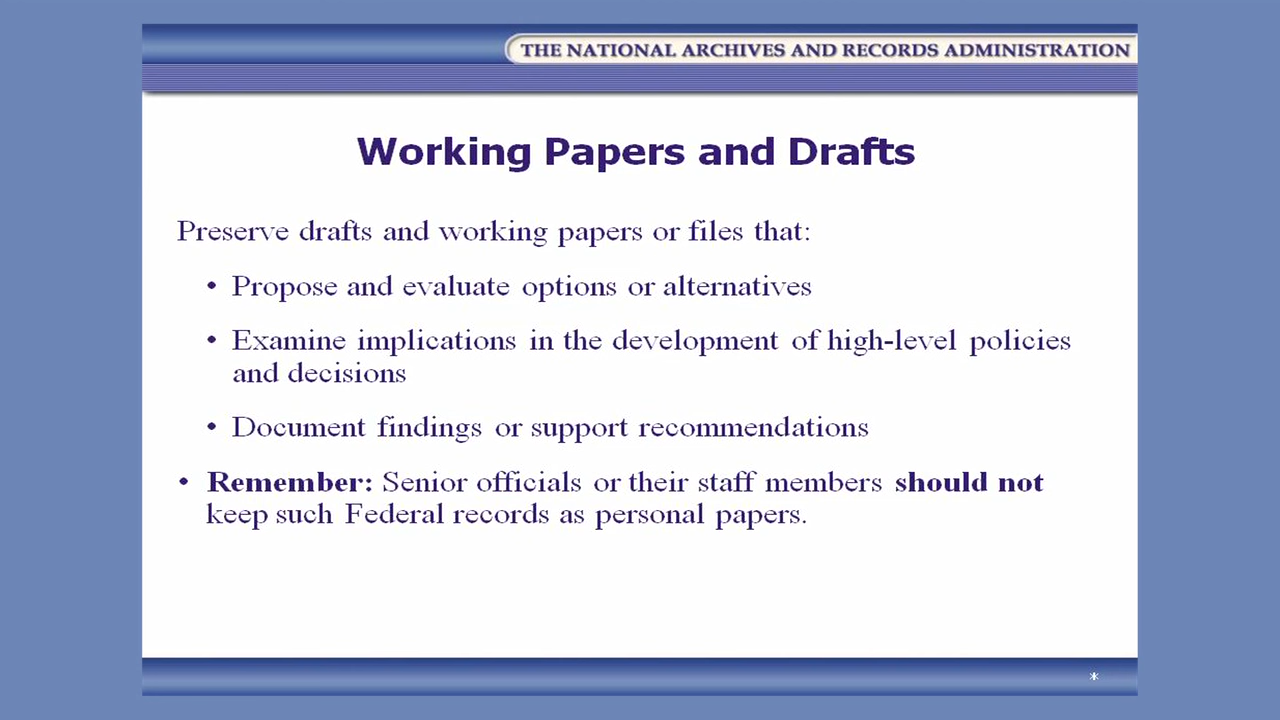 THE NATIONAL ARCHIVES AND RECORDS ADMINISTRATION
Working Papers and Drafts
Preserve drafts and working papers or files that:
• Propose and evaluate options or alternatives
• Examine implications in the development of high-level policies
and decisions
• Document findings or support recommendations
• Remember: Senior officials or their staff members should not
keep such Federal records as personal papers.
*